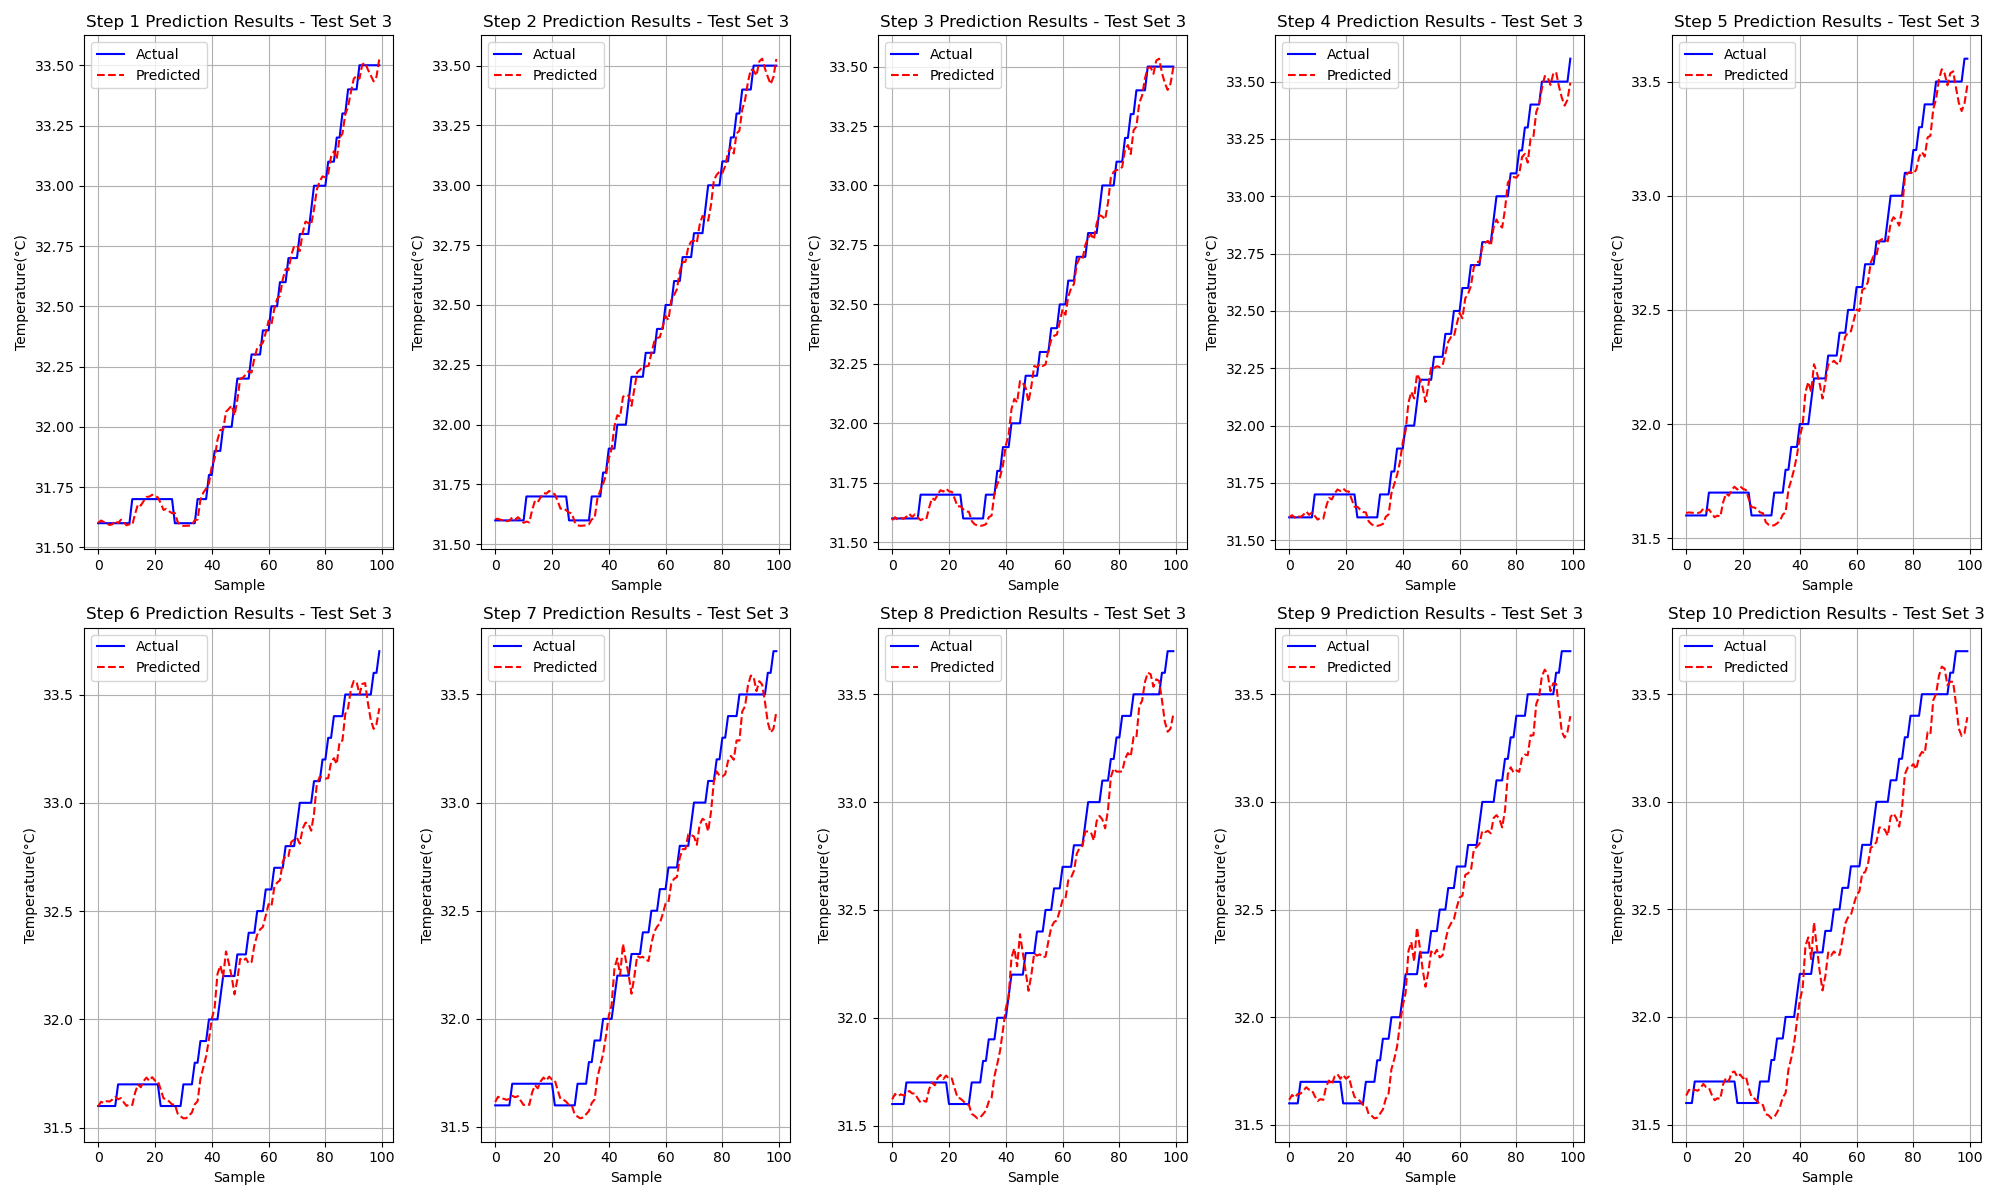 Step 1 Prediction Results - Test Set 3
Actual
Predicted
33.50
33.25
33.00
32.75
32.50
32.25
32.00
31.75
31.50
Temperature(°C)
0 20 40 60 80 100
Sample
Step 2 Prediction Results - Test Set 3
Actual
Predicted
33.50
33.25
33.00
32.75
32.50
32.25
32.00
31.75
31.50
Temperature(°C)
0 20 40 60 80 100
Sample
Step 3 Prediction Results - Test Set 3
Actual
Predicted
33.50
33.25
33.00
32.75
32.50
32.25
32.00
31.75
31.50
Temperature(°C)
0 20 40 60 80 100
Sample
Step 4 Prediction Results - Test Set 3
Actual
Predicted
33.50
33.25
33.00
32.75
32.50
32.25
32.00
31.75
31.50
Temperature(°C)
0 20 40 60 80 100
Sample
Step 5 Prediction Results - Test Set 3
Actual
Predicted
33.5
33.0
32.5
32.0
31.5
Temperature(°C)
0 20 40 60 80 100
Sample
Step 6 Prediction Results - Test Set 3
Actual
Predicted
33.5
33.0
32.5
32.0
31.5
Temperature(°C)
0 20 40 60 80 100
Sample
Step 7 Prediction Results - Test Set 3
Actual
Predicted
33.5
33.0
32.5
32.0
31.5
Temperature(°C)
0 20 40 60 80 100
Sample
Step 8 Prediction Results - Test Set 3
Actual
Predicted
33.5
33.0
32.5
32.0
31.5
Temperature(°C)
0 20 40 60 80 100
Sample
Step 9 Prediction Results - Test Set 3
Actual
Predicted
33.5
33.0
32.5
32.0
31.5
Temperature(°C)
0 20 40 60 80 100
Sample
Step 10 Prediction Results - Test Set 3
Actual
Predicted
33.5
33.0
32.5
32.0
31.5
Temperature(°C)
0 20 40 60 80 100
Sample